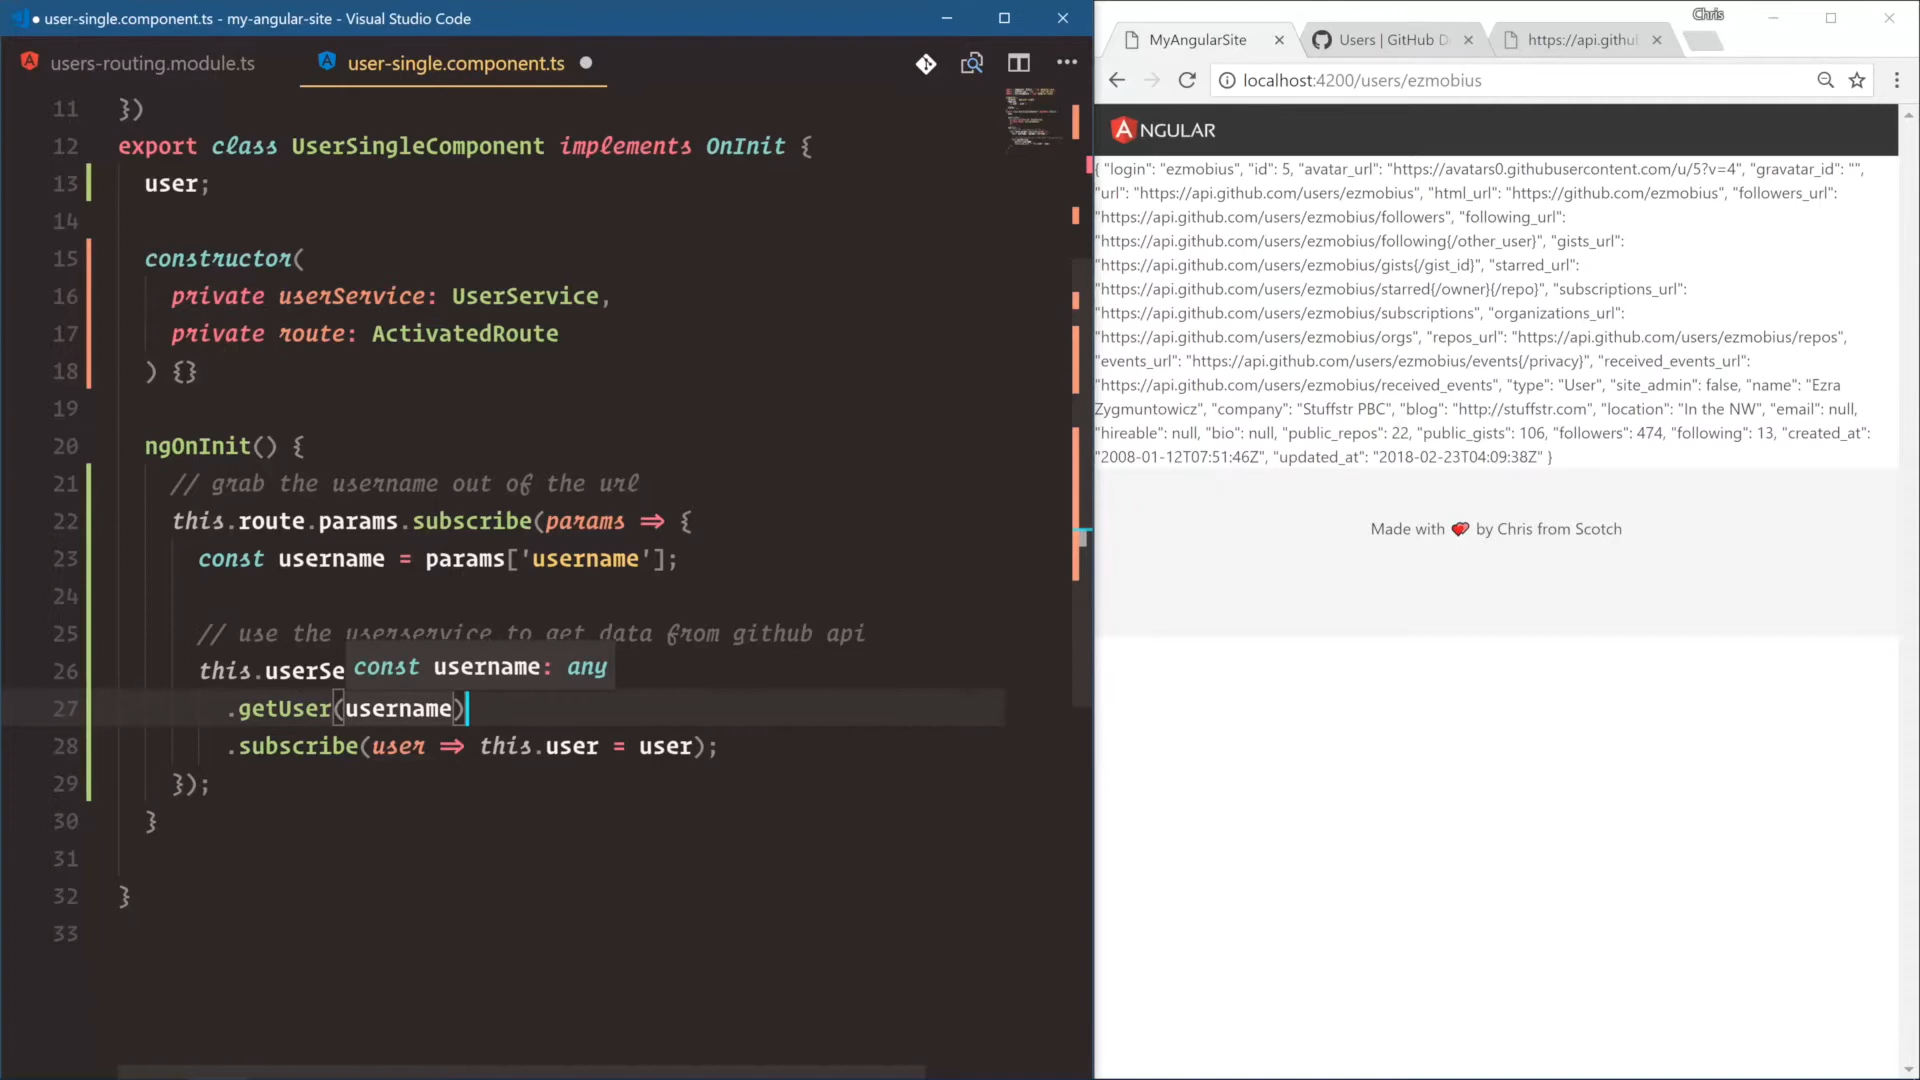 user-single.component.ts - my-angular-site - Visual Studio Code
users-routing.module.ts
user-single.component.ts
11 })
12 export class UserSingleComponent implements OnInit {
13 user;
14
15 constructor(
16 private userService: UserService,
17 private route: ActivatedRoute
18 ) {}
19
20 ngOnInit() {
21 // grab the username out of the url
22 this.route.params.subscribe(params => {
23 const username = params['username'];
24
25 // use the userservice to get data from github api
26 this.userSe
const username: any
27 .getUser(username)
28 .subscribe(user => this.user = user);
29 });
30 }
31
32 }
33
Chris
MyAngularSite
Users | GitHub D
https://api.githu
localhost:4200/users/ezmobius
ANGULAR
{ "login": "ezmobius", "id": 5, "avatar_url": "https://avatars0.githubusercontent.com/u/5?v=4", "gravatar_id": "",
"url": "https://api.github.com/users/ezmobius", "html_url": "https://github.com/ezmobius", "followers_url":
"https://api.github.com/users/ezmobius/followers", "following_url":
"https://api.github.com/users/ezmobius/following{/other_user}", "gists_url":
"https://api.github.com/users/ezmobius/gists{/gist_id}", "starred_url":
"https://api.github.com/users/ezmobius/starred{/owner}{/repo}", "subscriptions_url":
"https://api.github.com/users/ezmobius/subscriptions", "organizations_url":
"https://api.github.com/users/ezmobius/orgs", "repos_url": "https://api.github.com/users/ezmobius/repos",
"events_url": "https://api.github.com/users/ezmobius/events{/privacy}", "received_events_url":
"https://api.github.com/users/ezmobius/received_events", "type": "User", "site_admin": false, "name": "Ezra
Zygmuntowicz", "company": "Stuffstr PBC", "blog": "http://stuffstr.com", "location": "In the NW", "email": null,
"hireable": null, "bio": null, "public_repos": 22, "public_gists": 106, "followers": 474, "following": 13, "created_at":
"2008-01-12T07:51:46Z", "updated_at": "2018-02-23T04:09:38Z" }
Made with ❤ by Chris from Scotch